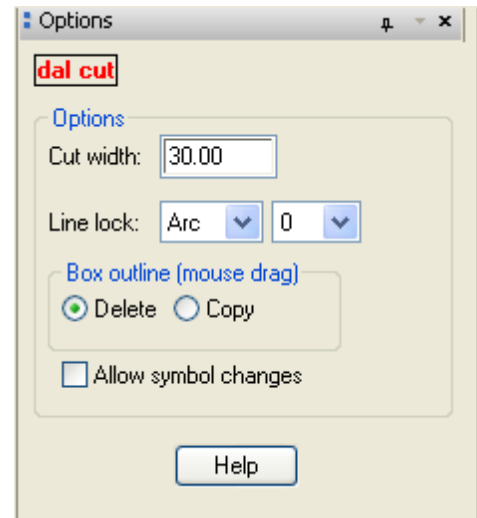 Options
dal cut
Options
Cut width: 30.00
Line lock: Arc 0
Box outline (mouse drag)
Delete Copy
Allow symbol changes
Help